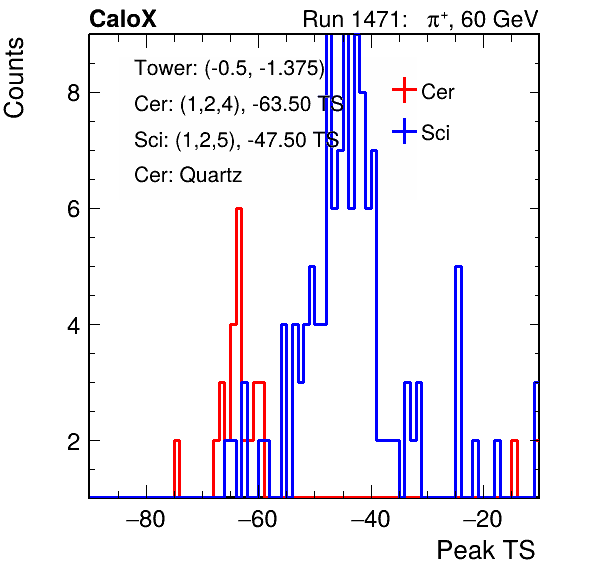 CaloX Run 1471: π⁺, 60 GeV
Counts
Tower: (-0.5, -1.375)
Cer: (1,2,4), -63.50 TS
Sci: (1,2,5), -47.50 TS
Cer: Quartz
Cer
Sci
8
6
4
2
−80 −60 −40 −20
Peak TS